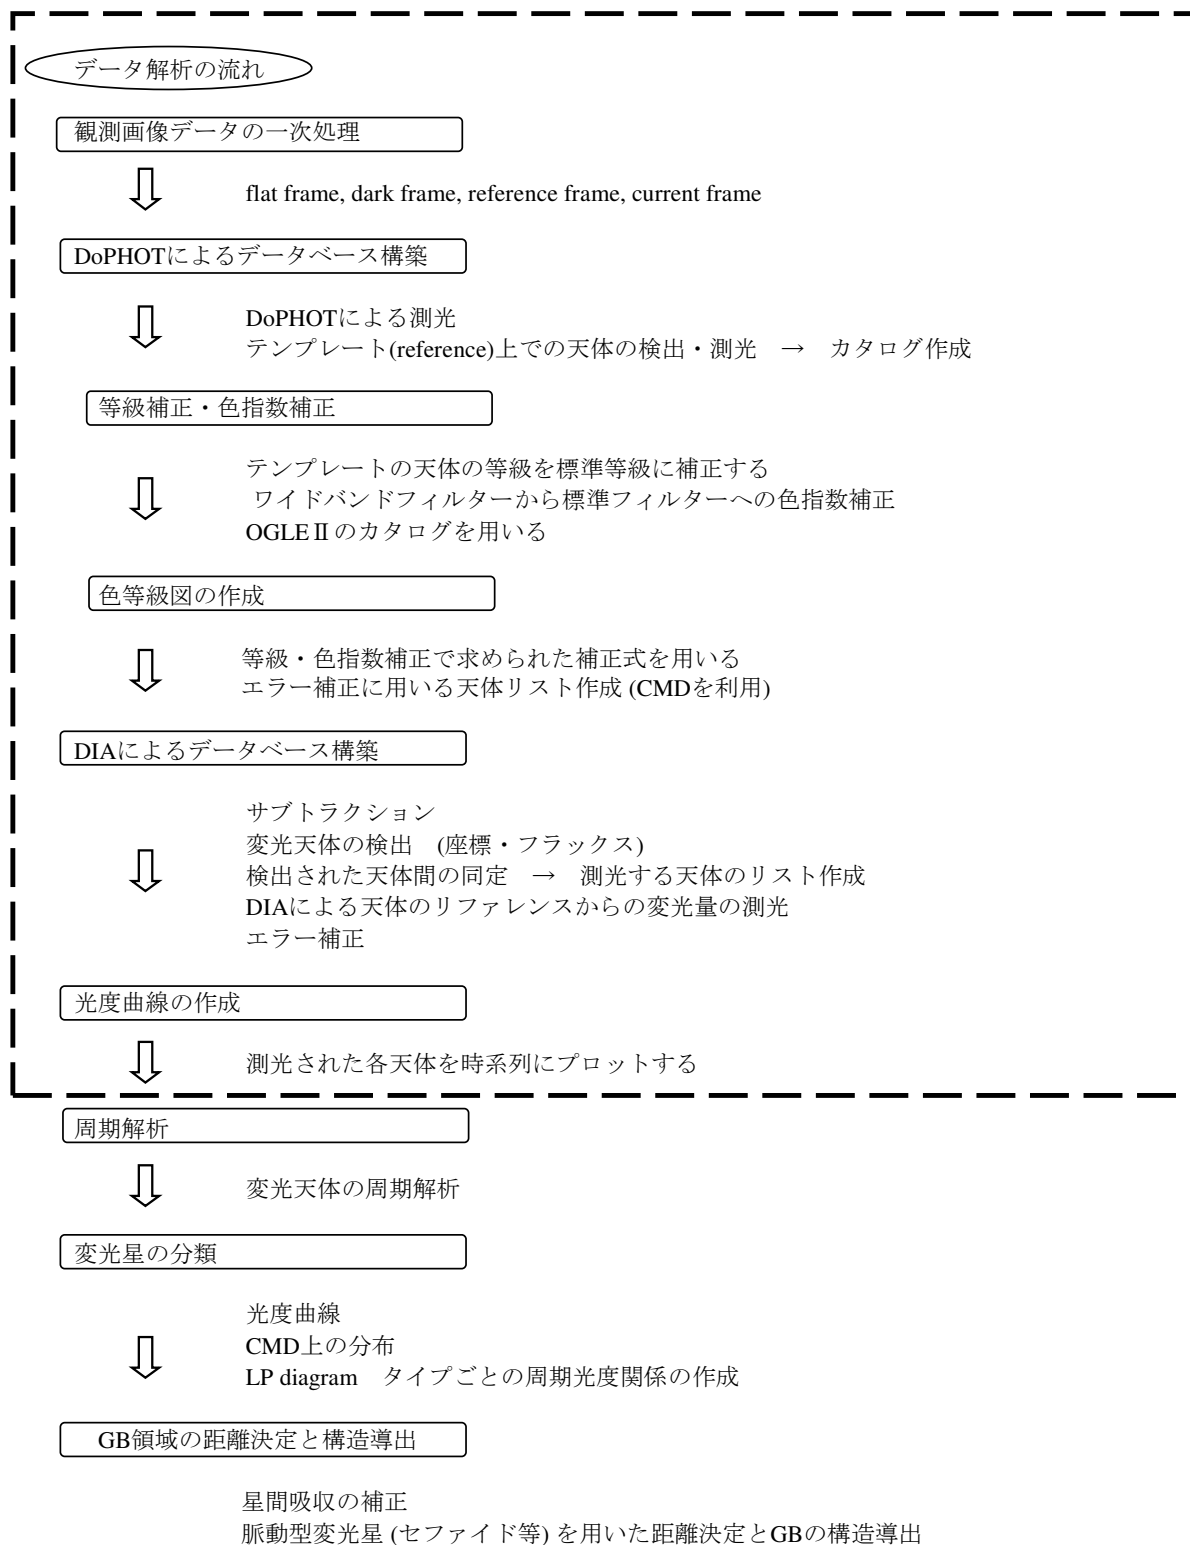 データ解析の流れ
観測画像データの一次処理
flat frame, dark frame, reference frame, current frame
DoPHOTによるデータベース構築
DoPHOTによる測光
テンプレート(reference)上での天体の検出・測光　→　カタログ作成
等級補正・色指数補正
テンプレートの天体の等級を標準等級に補正する
ワイドバンドフィルターから標準フィルターへの色指数補正
OGLEⅡのカタログを用いる
色等級図の作成
等級・色指数補正で求められた補正式を用いる
エラー補正に用いる天体リスト作成 (CMDを利用)
DIAによるデータベース構築
サブトラクション
変光天体の検出　(座標・フラックス)
検出された天体間の同定　→　測光する天体のリスト作成
DIAによる天体のリファレンスからの変光量の測光
エラー補正
光度曲線の作成
測光された各天体を時系列にプロットする
周期解析
変光天体の周期解析
変光星の分類
光度曲線
CMD上の分布
LP diagram　タイプごとの周期光度関係の作成
GB領域の距離決定と構造導出
星間吸収の補正
脈動型変光星 (セファイド等) を用いた距離決定とGBの構造導出